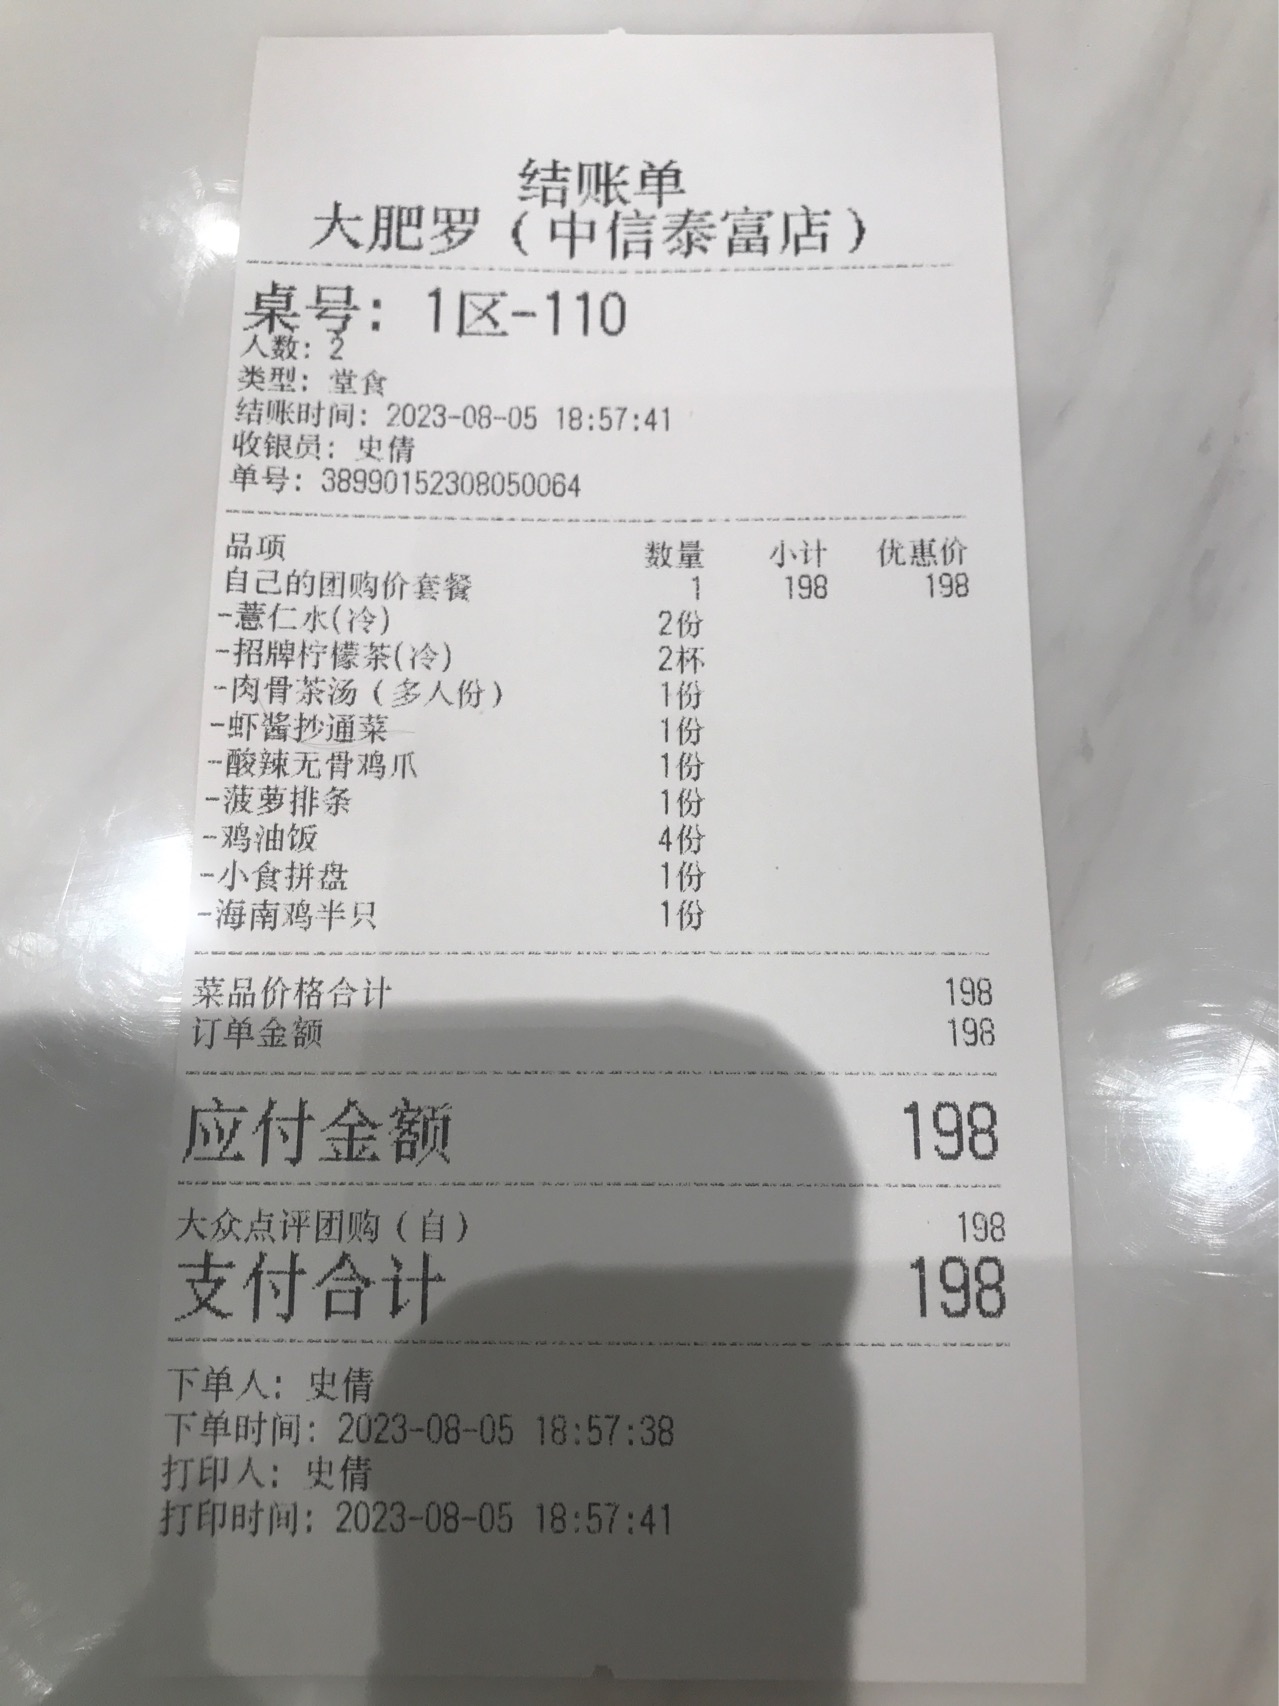 结账单
大肥罗（中信泰富店）
桌号：1区-110
人数：2
类型：堂食
结账时间：2023-08-05 18:57:41
收银员：史倩
单号：38990152308050064
品项 数量 小计 优惠价
自己的团购价套餐 1 198 198
-薏仁水(冷) 2份
-招牌柠檬茶(冷) 2杯
-肉骨茶汤（多人份） 1份
-虾酱抄通菜 1份
-酸辣无骨鸡爪 1份
-菠萝排条 1份
-鸡油饭 4份
-小食拼盘 1份
-海南鸡半只 1份
菜品价格合计 198
订单金额 198
应付金额 198
大众点评团购（自） 198
支付合计 198
下单人：史倩
下单时间：2023-08-05 18:57:38
打印人：史倩
打印时间：2023-08-05 18:57:41